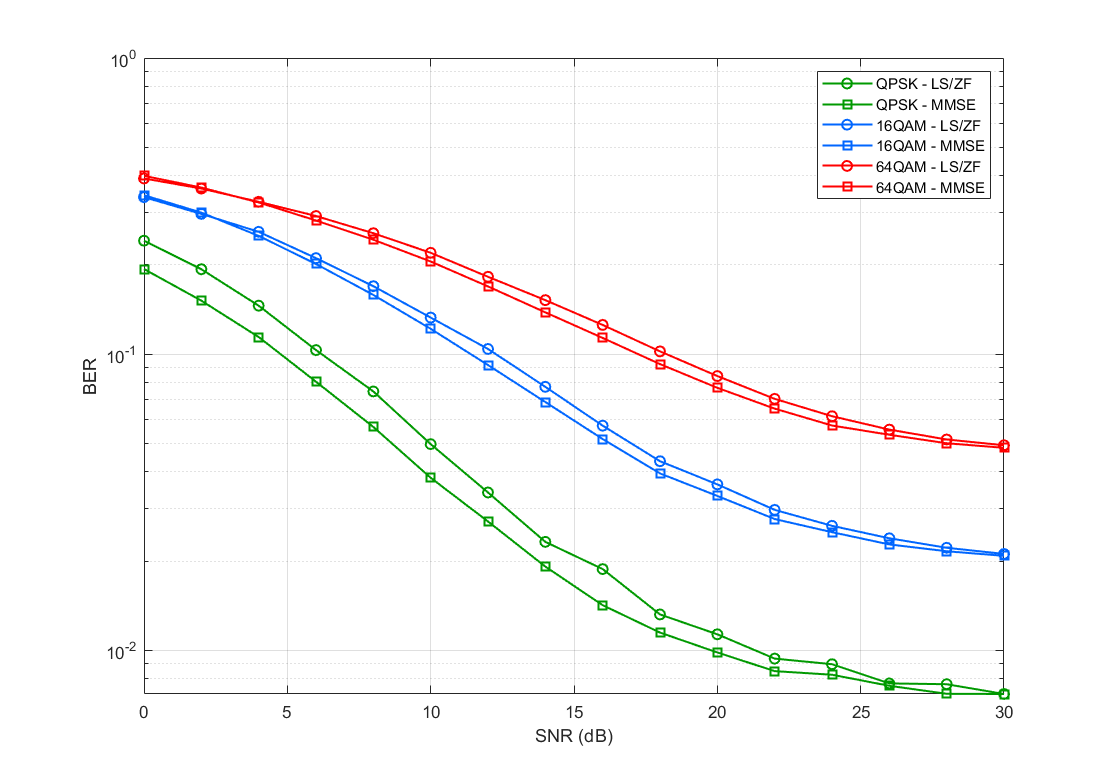 10^0
10^-1
10^-2
BER
0 5 10 15 20 25 30
SNR (dB)
QPSK - LS/ZF
QPSK - MMSE
16QAM - LS/ZF
16QAM - MMSE
64QAM - LS/ZF
64QAM - MMSE